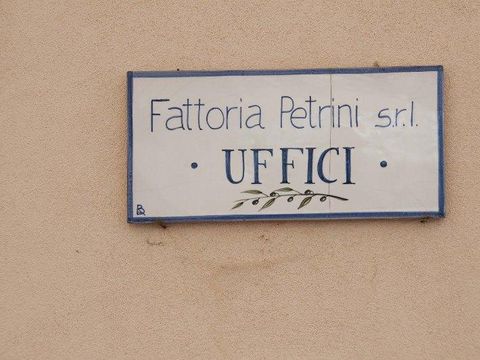 Fattoria Petrini s.r.l.
• UFFICI •